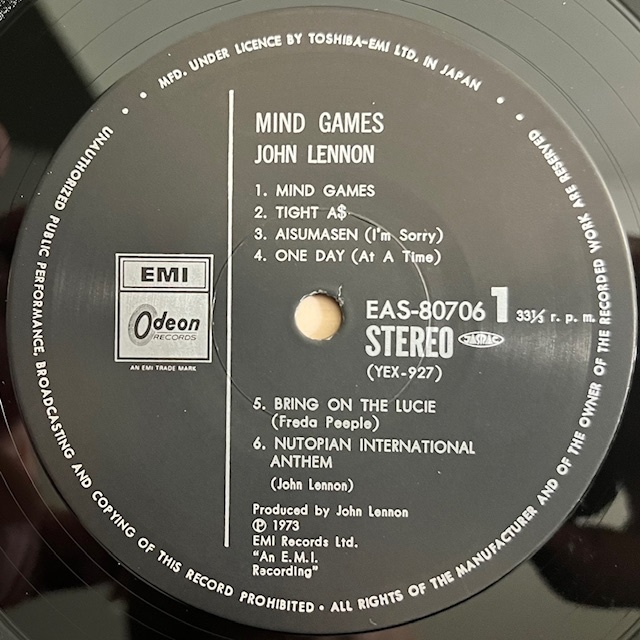 MFD. UNDER LICENCE BY TOSHIBA-EMI LTD. IN JAPAN
MIND GAMES
JOHN LENNON
1. MIND GAMES
2. TIGHT A$
3. AISUMASEN (I'm Sorry)
4. ONE DAY (At A Time)
EMI
Odeon
RECORDS
AN EMI TRADE MARK
EAS-80706 1 33⅓ r. p. m.
STEREO JASRAC
(YEX-927)
5. BRING ON THE LUCIE
(Freda Peeple)
6. NUTOPIAN INTERNATIONAL
ANTHEM
(John Lennon)
Produced by John Lennon
Ⓟ 1973
EMI Records Ltd.
"An E.M.I.
Recording"
UNAUTHORIZED PUBLIC PERFORMANCE, BROADCASTING AND COPYING OF THIS RECORD PROHIBITED • ALL RIGHTS OF THE MANUFACTURER AND OF THE OWNER OF THE RECORDED WORK ARE RESERVED